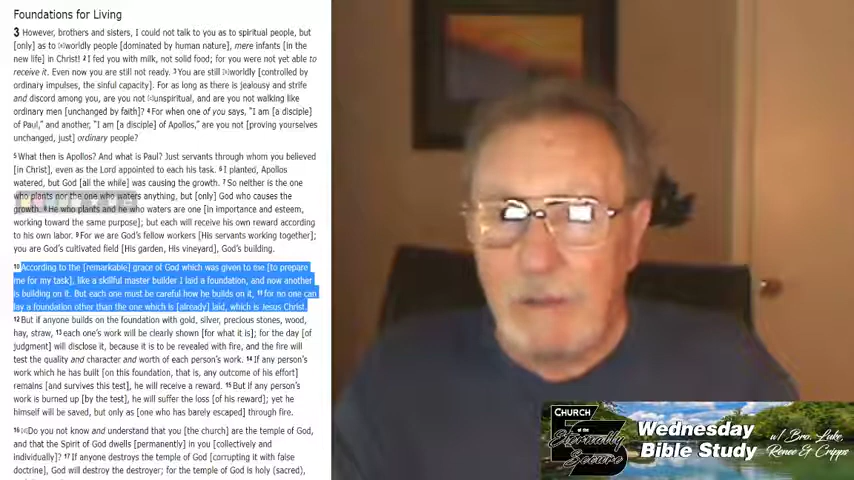 Foundations for Living
3 However, brothers and sisters, I could not talk to you as to spiritual people, but
[only] as to worldly people [dominated by human nature], mere infants [in the
new life] in Christ! 2 I fed you with milk, not solid food; for you were not yet able to
receive it. Even now you are still not ready. 3 You are still worldly [controlled by
ordinary impulses, the sinful capacity]. For as long as there is jealousy and strife
and discord among you, are you not unspiritual, and are you not walking like
ordinary men [unchanged by faith]? 4 For when one of you says, "I am [a disciple]
of Paul," and another, "I am [a disciple] of Apollos," are you not [proving yourselves
unchanged, just] ordinary people?
5 What then is Apollos? And what is Paul? Just servants through whom you believed
[in Christ], even as the Lord appointed to each his task. 6 I planted, Apollos
watered, but God [all the while] was causing the growth. 7 So neither is the one
who plants nor the one who waters anything, but [only] God who causes the
growth. 8 He who plants and he who waters are one [in importance and esteem,
working toward the same purpose]; but each will receive his own reward according
to his own labor. 9 For we are God's fellow workers [His servants working together];
you are God's cultivated field [His garden, His vineyard], God's building.
10 According to the [remarkable] grace of God which was given to me [to prepare
me for my task], like a skillful master builder I laid a foundation, and now another
is building on it. But each one must be careful how he builds on it, 11 for no one can
lay a foundation other than the one which is [already] laid, which is Jesus Christ.
12 But if anyone builds on the foundation with gold, silver, precious stones, wood,
hay, straw, 13 each one's work will be clearly shown [for what it is]; for the day [of
judgment] will disclose it, because it is to be revealed with fire, and the fire will
test the quality and character and worth of each person's work. 14 If any person's
work which he has built [on this foundation, that is, any outcome of his effort]
remains [and survives this test], he will receive a reward. 15 But if any person's
work is burned up [by the test], he will suffer the loss [of his reward]; yet he
himself will be saved, but only as [one who has barely escaped] through fire.
16 Do you not know and understand that you [the church] are the temple of God,
and that the Spirit of God dwells [permanently] in you [collectively and
individually]? 17 If anyone destroys the temple of God [corrupting it with false
doctrine], God will destroy the destroyer; for the temple of God is holy (sacred),
CHURCH
of the
Eternally
Secure
Wednesday
Bible Study
w/ Bro. Luke,
Renee & Cripps